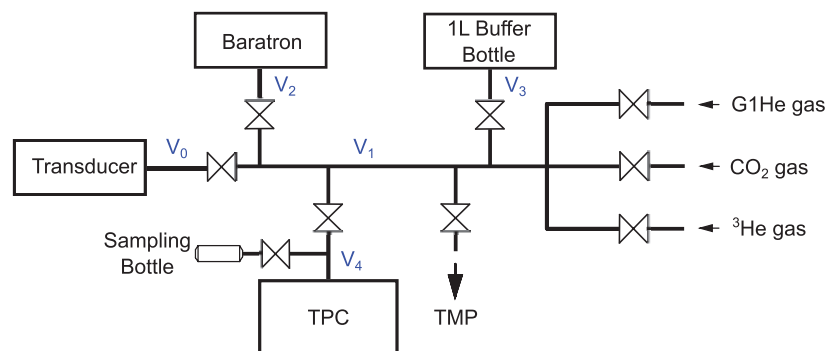 Baratron
1L Buffer
Bottle
V₂
V₃
G1He gas
V₀
V₁
Transducer
CO₂ gas
Sampling
Bottle
³He gas
V₄
TPC
TMP